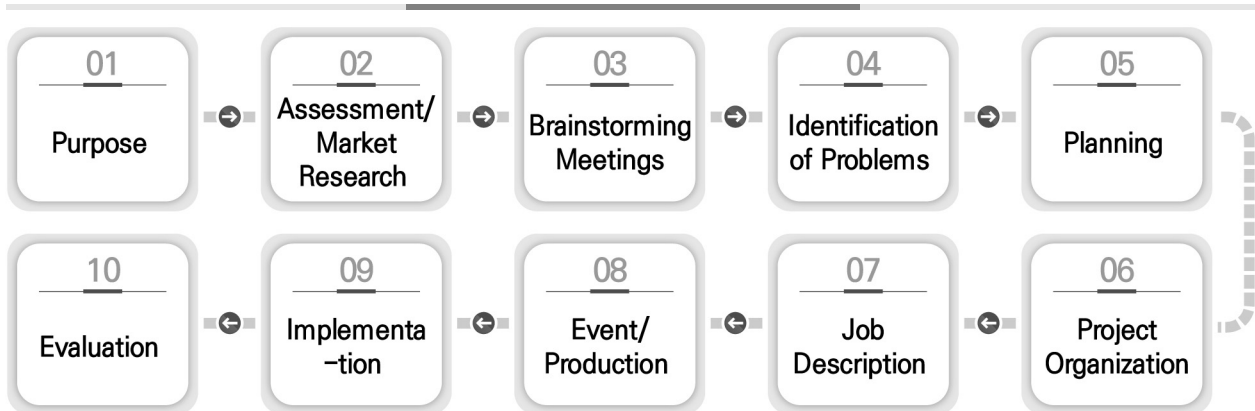 01
Purpose
02
Assessment/
Market
Research
03
Brainstorming
Meetings
04
Identification
of Problems
05
Planning
06
Project
Organization
07
Job
Description
08
Event/
Production
09
Implementa
-tion
10
Evaluation